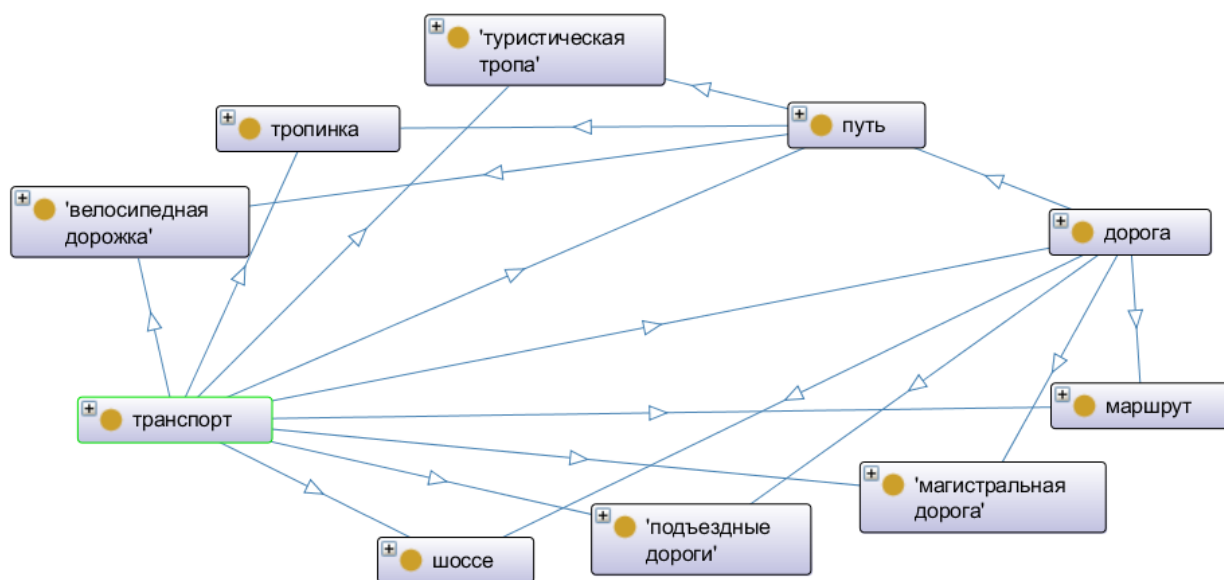 'туристическая
тропа'
тропинка
путь
'велосипедная
дорожка'
дорога
транспорт
маршрут
'магистральная
дорога'
'подъездные
дороги'
шоссе